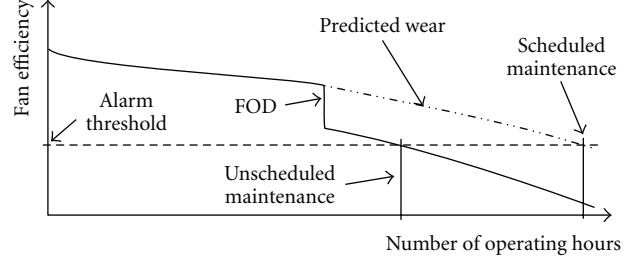 Fan efficiency
Predicted wear
Scheduled
maintenance
Alarm
threshold
FOD
Unscheduled
maintenance
Number of operating hours